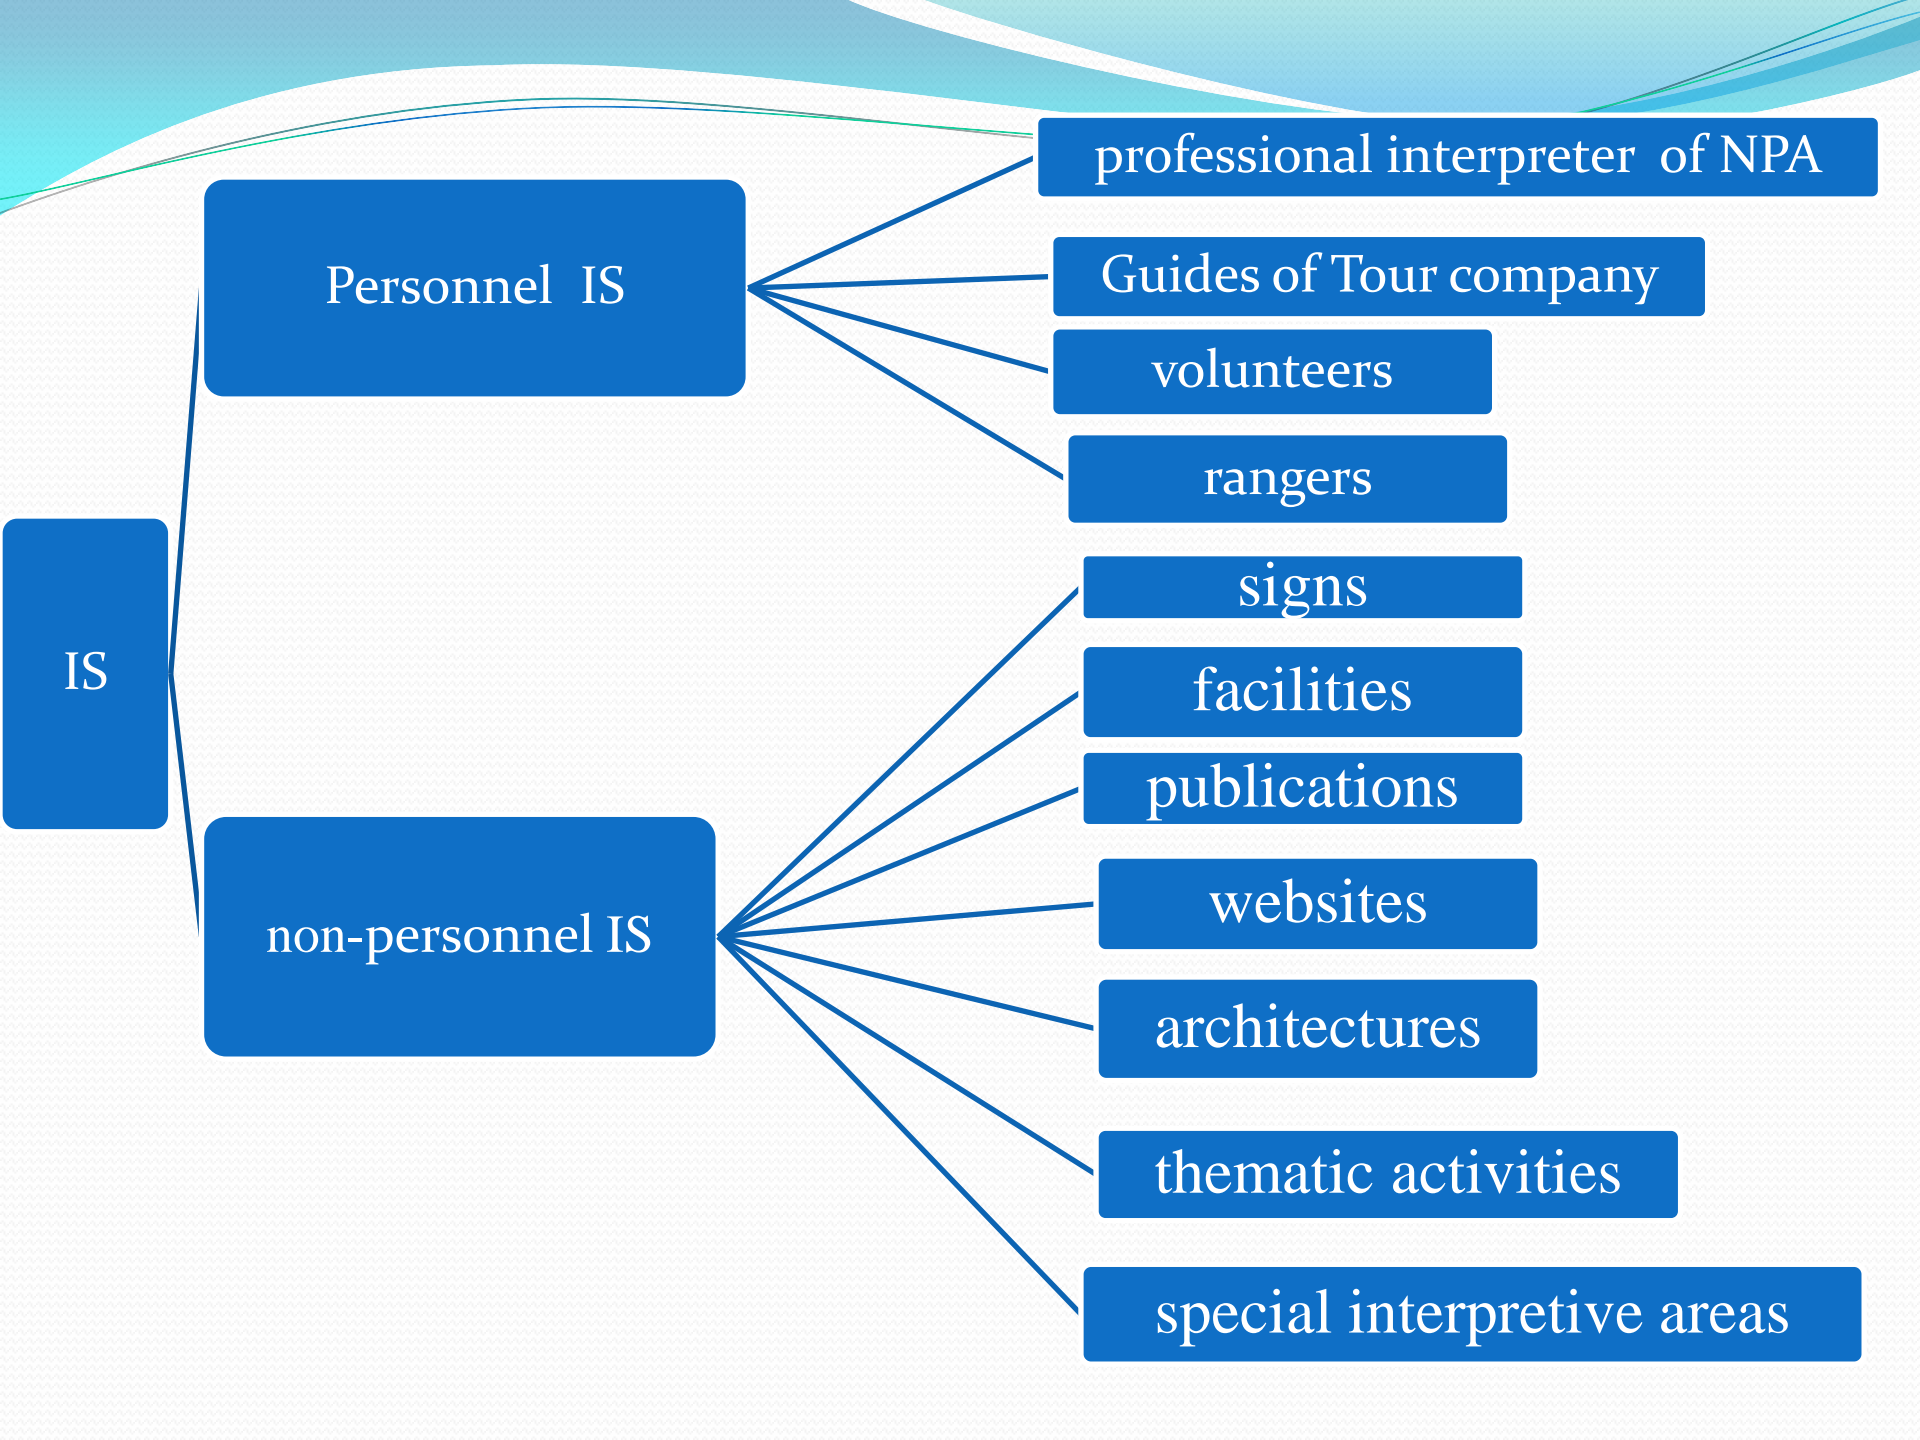 professional interpreter of NPA
Personnel IS
Guides of Tour company
volunteers
rangers
IS
signs
facilities
publications
non-personnel IS
websites
architectures
thematic activities
special interpretive areas